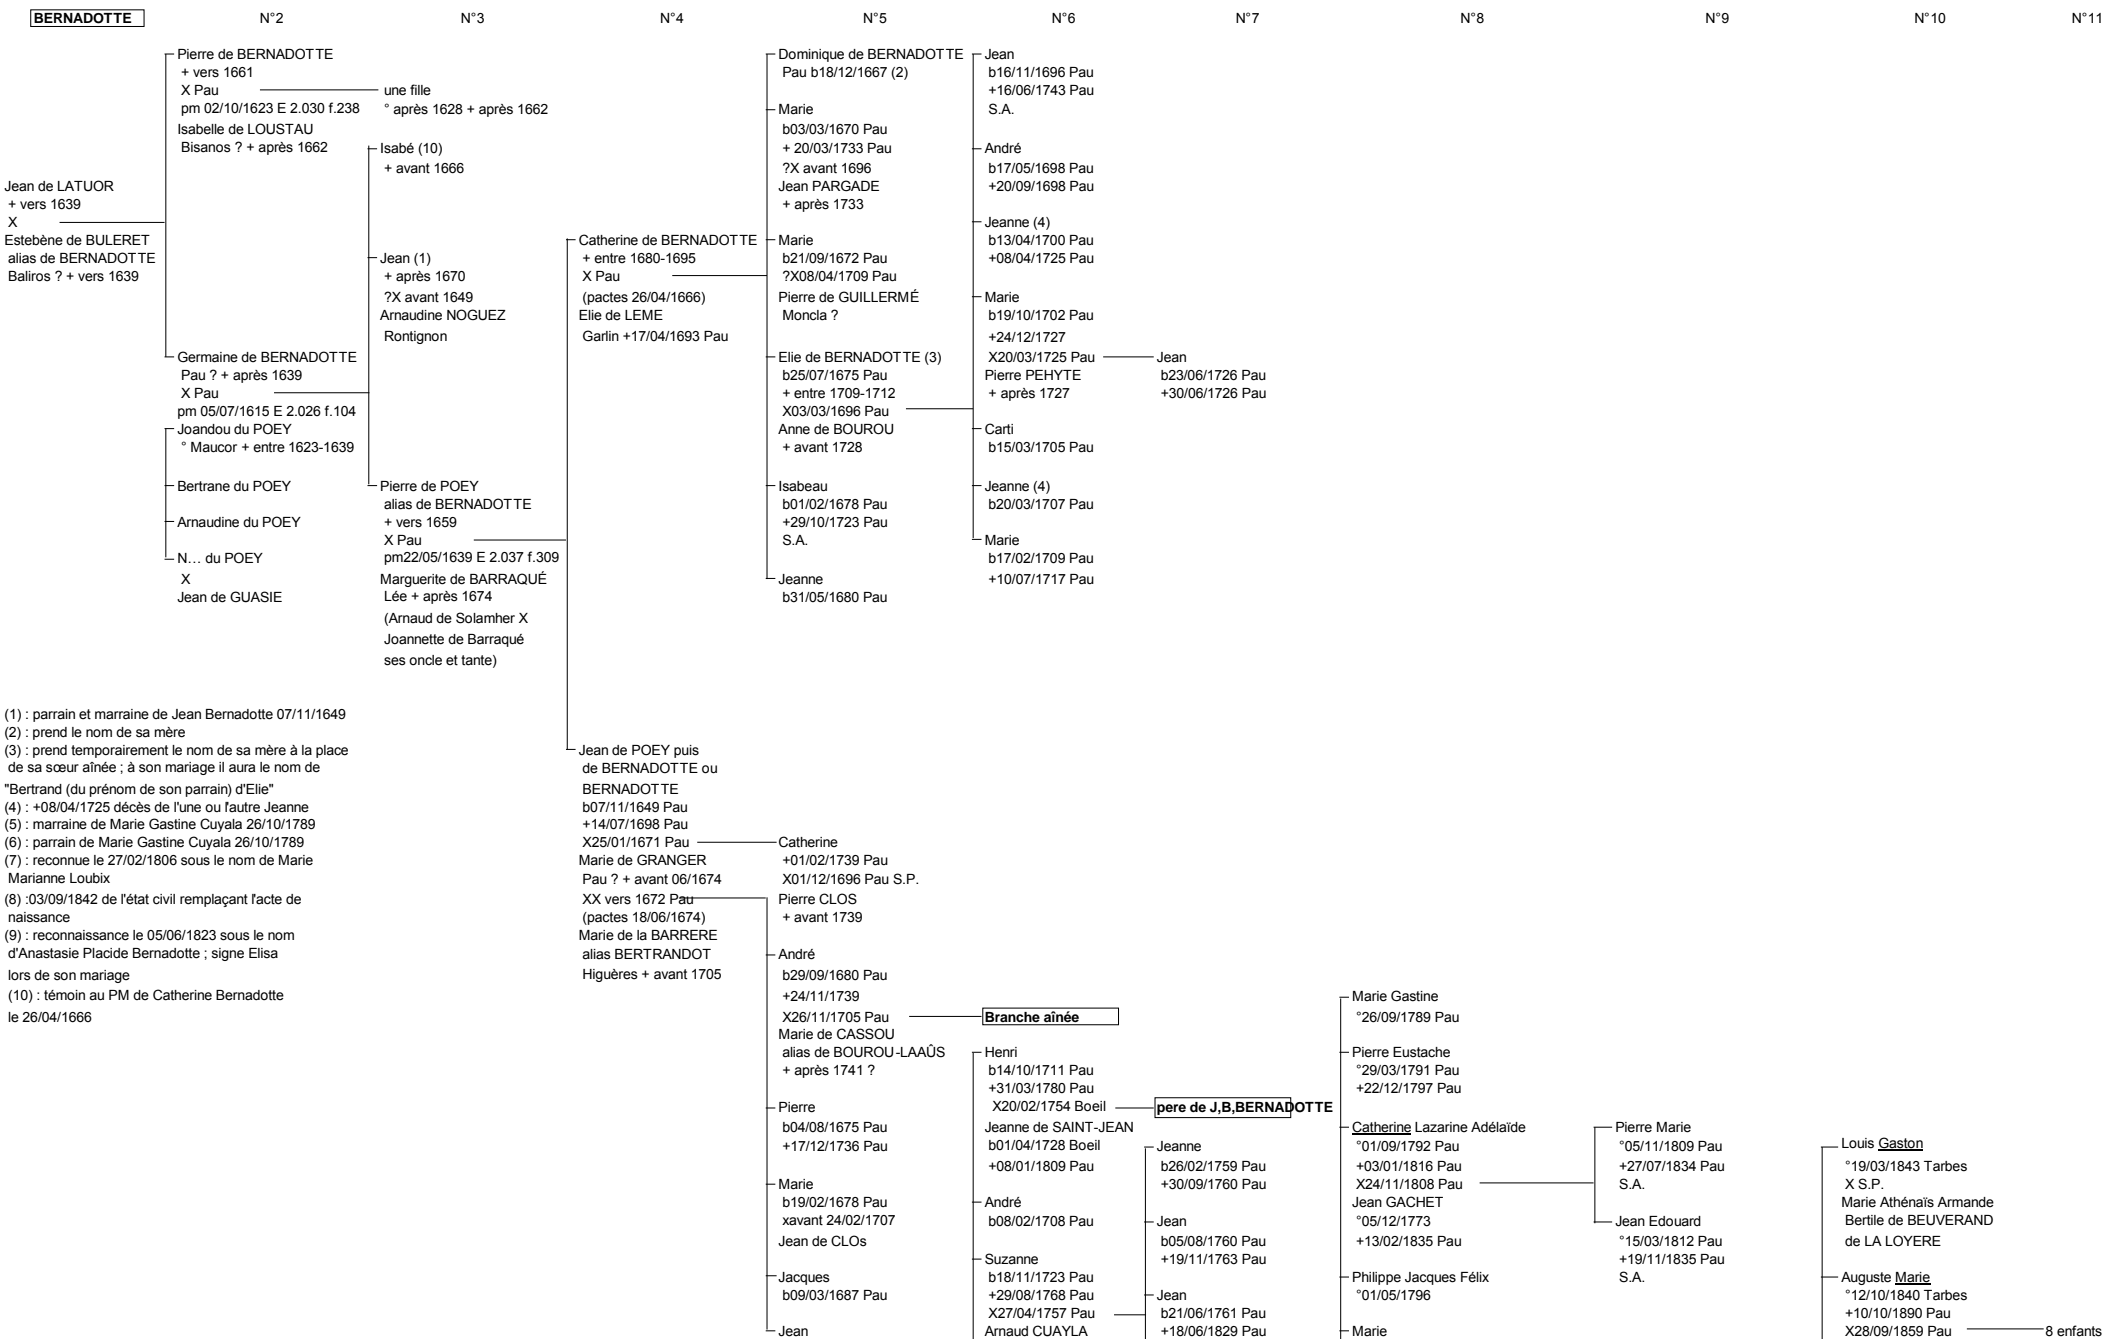 BERNADOTTE N°2 N°3 N°4 N°5 N°6 N°7 N°8 N°9 N°10 N°11
Jean de LATUOR
+ vers 1639
X
Estebène de BULERET
alias de BERNADOTTE
Baliros ? + vers 1639
Pierre de BERNADOTTE
+ vers 1661
X Pau
pm 02/10/1623 E 2.030 f.238
Isabelle de LOUSTAU
Bisanos ? + après 1662
Germaine de BERNADOTTE
Pau ? + après 1639
X Pau
pm 05/07/1615 E 2.026 f.104
Joandou du POEY
° Maucor + entre 1623-1639
Bertrane du POEY
Arnaudine du POEY
N… du POEY
X
Jean de GUASIE
une fille
° après 1628 + après 1662
Isabé (10)
+ avant 1666
Jean (1)
+ après 1670
?X avant 1649
Arnaudine NOGUEZ
Rontignon
Pierre de POEY
alias de BERNADOTTE
+ vers 1659
X Pau
pm22/05/1639 E 2.037 f.309
Marguerite de BARRAQUÉ
Lée + après 1674
(Arnaud de Solamher X
Joannette de Barraqué
ses oncle et tante)
Catherine de BERNADOTTE
+ entre 1680-1695
X Pau
(pactes 26/04/1666)
Elie de LEME
Garlin +17/04/1693 Pau
Jean de POEY puis
de BERNADOTTE ou
BERNADOTTE
b07/11/1649 Pau
+14/07/1698 Pau
X25/01/1671 Pau
Marie de GRANGER
Pau ? + avant 06/1674
XX vers 1672 Pau
(pactes 18/06/1674)
Marie de la BARRERE
alias BERTRANDOT
Higuères + avant 1705
Dominique de BERNADOTTE
Pau b18/12/1667 (2)
Marie
b03/03/1670 Pau
+ 20/03/1733 Pau
?X avant 1696
Jean PARGADE
+ après 1733
Marie
b21/09/1672 Pau
?X08/04/1709 Pau
Pierre de GUILLERMÉ
Moncla ?
Elie de BERNADOTTE (3)
b25/07/1675 Pau
+ entre 1709-1712
X03/03/1696 Pau
Anne de BOUROU
+ avant 1728
Isabeau
b01/02/1678 Pau
+29/10/1723 Pau
S.A.
Jeanne
b31/05/1680 Pau
Catherine
+01/02/1739 Pau
X01/12/1696 Pau S.P.
Pierre CLOS
+ avant 1739
André
b29/09/1680 Pau
+24/11/1739
X26/11/1705 Pau
Marie de CASSOU
alias de BOUROU-LAAÛS
+ après 1741 ?
Pierre
b04/08/1675 Pau
+17/12/1736 Pau
Marie
b19/02/1678 Pau
xavant 24/02/1707
Jean de CLOs
Jacques
b09/03/1687 Pau
Jean
Jean
b16/11/1696 Pau
+16/06/1743 Pau
S.A.
André
b17/05/1698 Pau
+20/09/1698 Pau
Jeanne (4)
b13/04/1700 Pau
+08/04/1725 Pau
Marie
b19/10/1702 Pau
+24/12/1727
X20/03/1725 Pau
Pierre PEHYTE
+ après 1727
Carti
b15/03/1705 Pau
Jeanne (4)
b20/03/1707 Pau
Marie
b17/02/1709 Pau
+10/07/1717 Pau
Jean
b23/06/1726 Pau
+30/06/1726 Pau
(1) : parrain et marraine de Jean Bernadotte 07/11/1649
(2) : prend le nom de sa mère
(3) : prend temporairement le nom de sa mère à la place
de sa sœur aînée ; à son mariage il aura le nom de
"Bertrand (du prénom de son parrain) d'Elie"
(4) : +08/04/1725 décès de l'une ou l'autre Jeanne
(5) : marraine de Marie Gastine Cuyala 26/10/1789
(6) : parrain de Marie Gastine Cuyala 26/10/1789
(7) : reconnue le 27/02/1806 sous le nom de Marie
Marianne Loubix
(8) :03/09/1842 de l'état civil remplaçant l'acte de
naissance
(9) : reconnaissance le 05/06/1823 sous le nom
d'Anastasie Placide Bernadotte ; signe Elisa
lors de son mariage
(10) : témoin au PM de Catherine Bernadotte
le 26/04/1666
Branche aînée
Henri
b14/10/1711 Pau
+31/03/1780 Pau
X20/02/1754 Boeil
Jeanne de SAINT-JEAN
b01/04/1728 Boeil
+08/01/1809 Pau
André
b08/02/1708 Pau
Suzanne
b18/11/1723 Pau
+29/08/1768 Pau
X27/04/1757 Pau
Arnaud CUAYLA
pere de J,B,BERNADOTTE
Jeanne
b26/02/1759 Pau
+30/09/1760 Pau
Jean
b05/08/1760 Pau
+19/11/1763 Pau
Jean
b21/06/1761 Pau
+18/06/1829 Pau
Marie Gastine
°26/09/1789 Pau
Pierre Eustache
°29/03/1791 Pau
+22/12/1797 Pau
Catherine Lazarine Adélaïde
°01/09/1792 Pau
+03/01/1816 Pau
X24/11/1808 Pau
Jean GACHET
°05/12/1773
+13/02/1835 Pau
Philippe Jacques Félix
°01/05/1796
Marie
Pierre Marie
°05/11/1809 Pau
+27/07/1834 Pau
S.A.
Jean Edouard
°15/03/1812 Pau
+19/11/1835 Pau
S.A.
Louis Gaston
°19/03/1843 Tarbes
X S.P.
Marie Athénaïs Armande
Bertile de BEUVERAND
de LA LOYERE
Auguste Marie
°12/10/1840 Tarbes
+10/10/1890 Pau
X28/09/1859 Pau
8 enfants